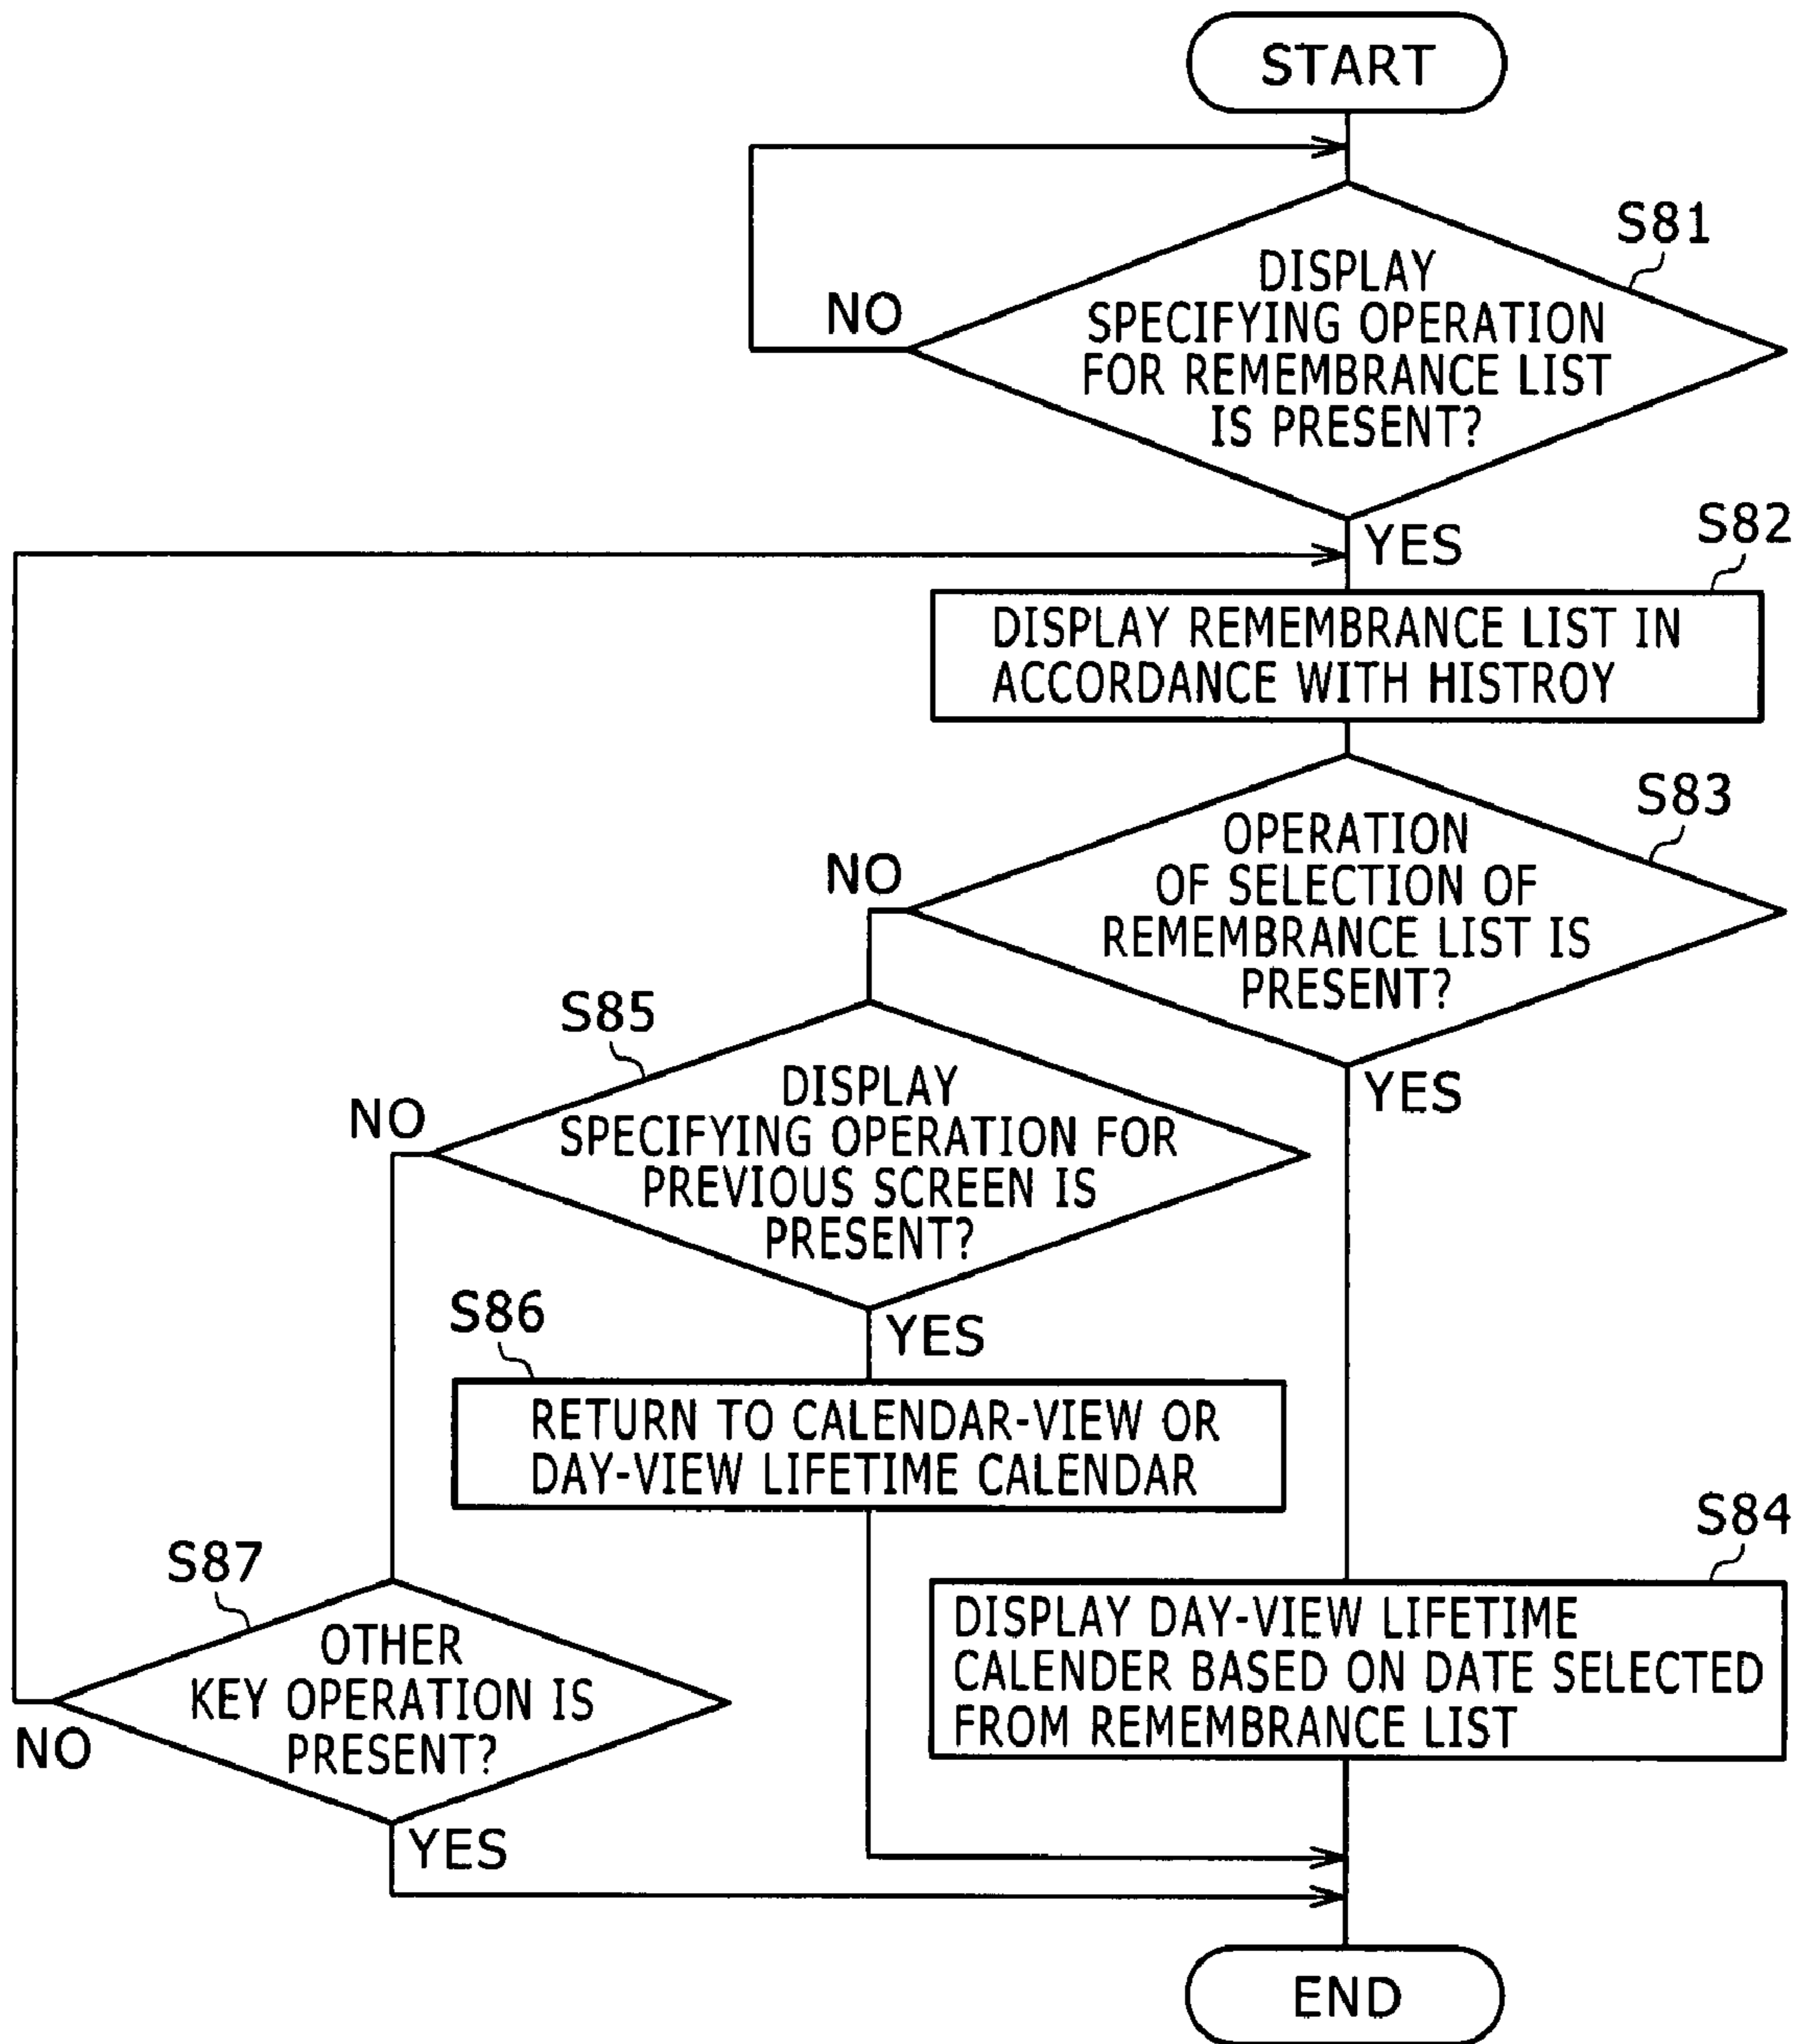 START
S81
DISPLAY
SPECIFYING OPERATION
FOR REMEMBRANCE LIST
IS PRESENT?
NO
YES
S82
DISPLAY REMEMBRANCE LIST IN
ACCORDANCE WITH HISTROY
S83
OPERATION
OF SELECTION OF
REMEMBRANCE LIST IS
PRESENT?
NO
YES
S85
DISPLAY
SPECIFYING OPERATION FOR
PREVIOUS SCREEN IS
PRESENT?
NO
YES
S86
RETURN TO CALENDAR-VIEW OR
DAY-VIEW LIFETIME CALENDAR
S84
DISPLAY DAY-VIEW LIFETIME
CALENDER BASED ON DATE SELECTED
FROM REMEMBRANCE LIST
S87
OTHER
KEY OPERATION IS
PRESENT?
NO
YES
END